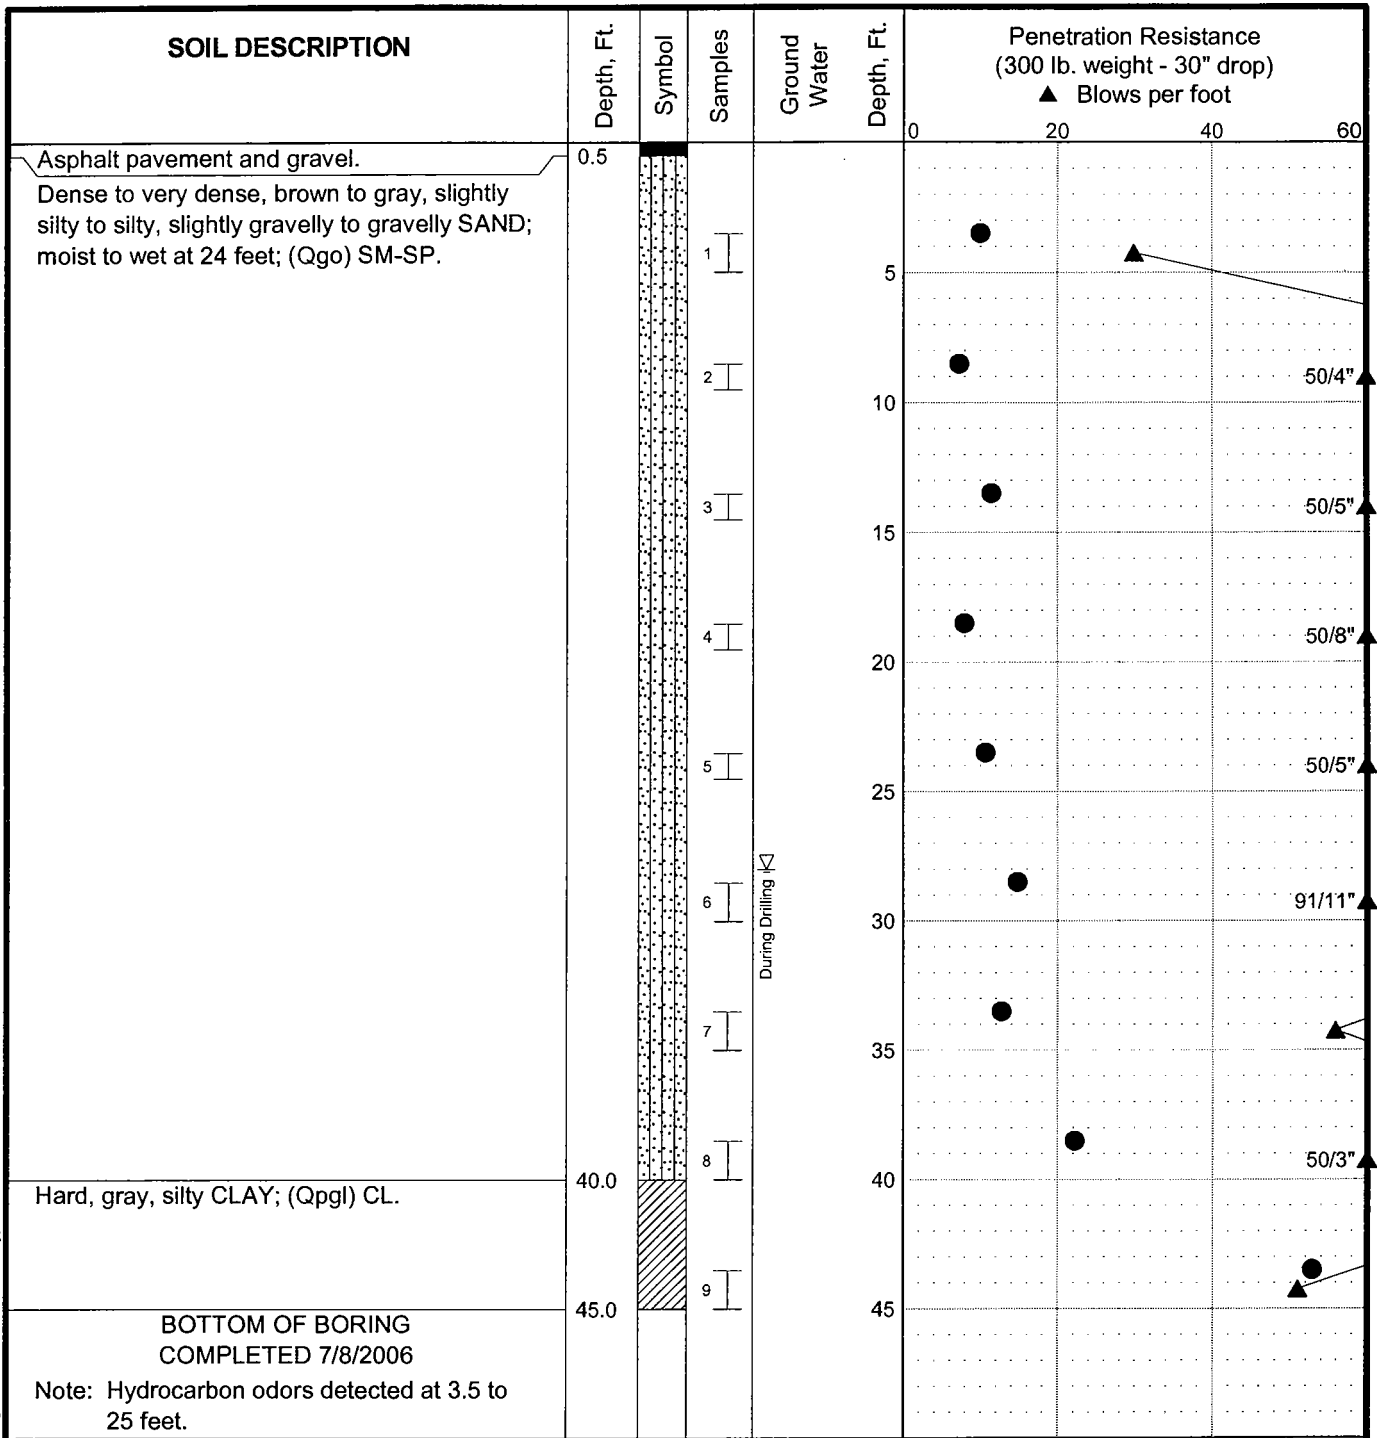 SOIL DESCRIPTION
Depth, Ft.
Symbol
Samples
Ground
Water
Depth, Ft.
Penetration Resistance
(300 lb. weight - 30" drop)
▲ Blows per foot
0 20 40 60
Asphalt pavement and gravel.
0.5
Dense to very dense, brown to gray, slightly
silty to silty, slightly gravelly to gravelly SAND;
moist to wet at 24 feet; (Qgo) SM-SP.
1
5
2
50/4"
10
3
50/5"
15
4
50/8"
20
5
50/5"
25
During Drilling
6
91/11"
30
7
35
8
50/3"
40.0
40
Hard, gray, silty CLAY; (Qpgl) CL.
9
45.0
45
BOTTOM OF BORING
COMPLETED 7/8/2006
Note: Hydrocarbon odors detected at 3.5 to
25 feet.